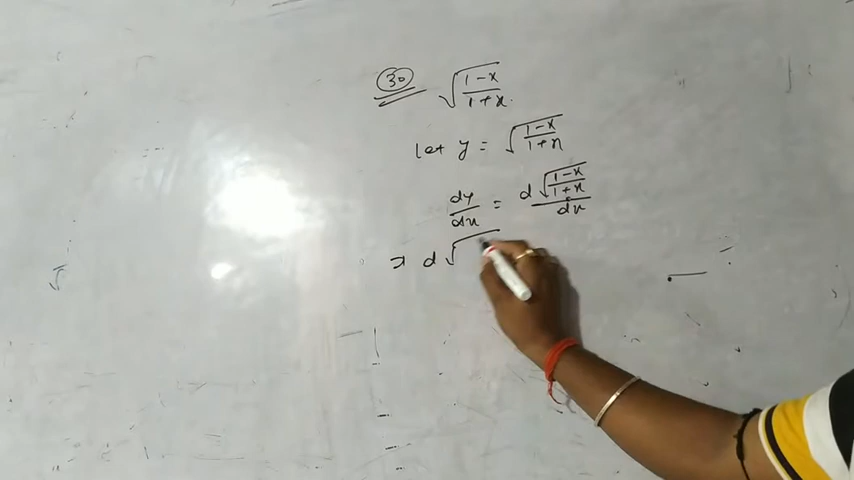 30 √(1-x/1+x)
let y = √(1-x/1+x)
dy/dx = d√(1-x/1+x)/dx
d√